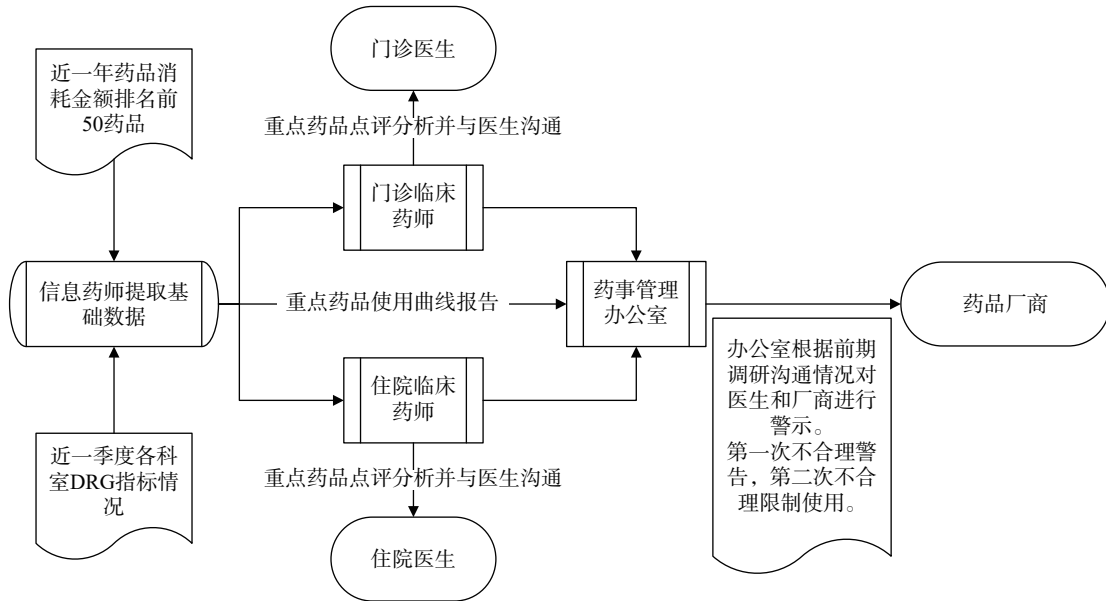 近一年药品消
耗金额排名前
50药品
门诊医生
重点药品点评分析并与医生沟通
门诊临床
药师
信息药师提取基
础数据
重点药品使用曲线报告
药事管理
办公室
药品厂商
住院临床
药师
办公室根据前期
调研沟通情况对
医生和厂商进行
警示。
第一次不合理警
告，第二次不合
理限制使用。
近一季度各科
室DRG指标情
况
重点药品点评分析并与医生沟通
住院医生